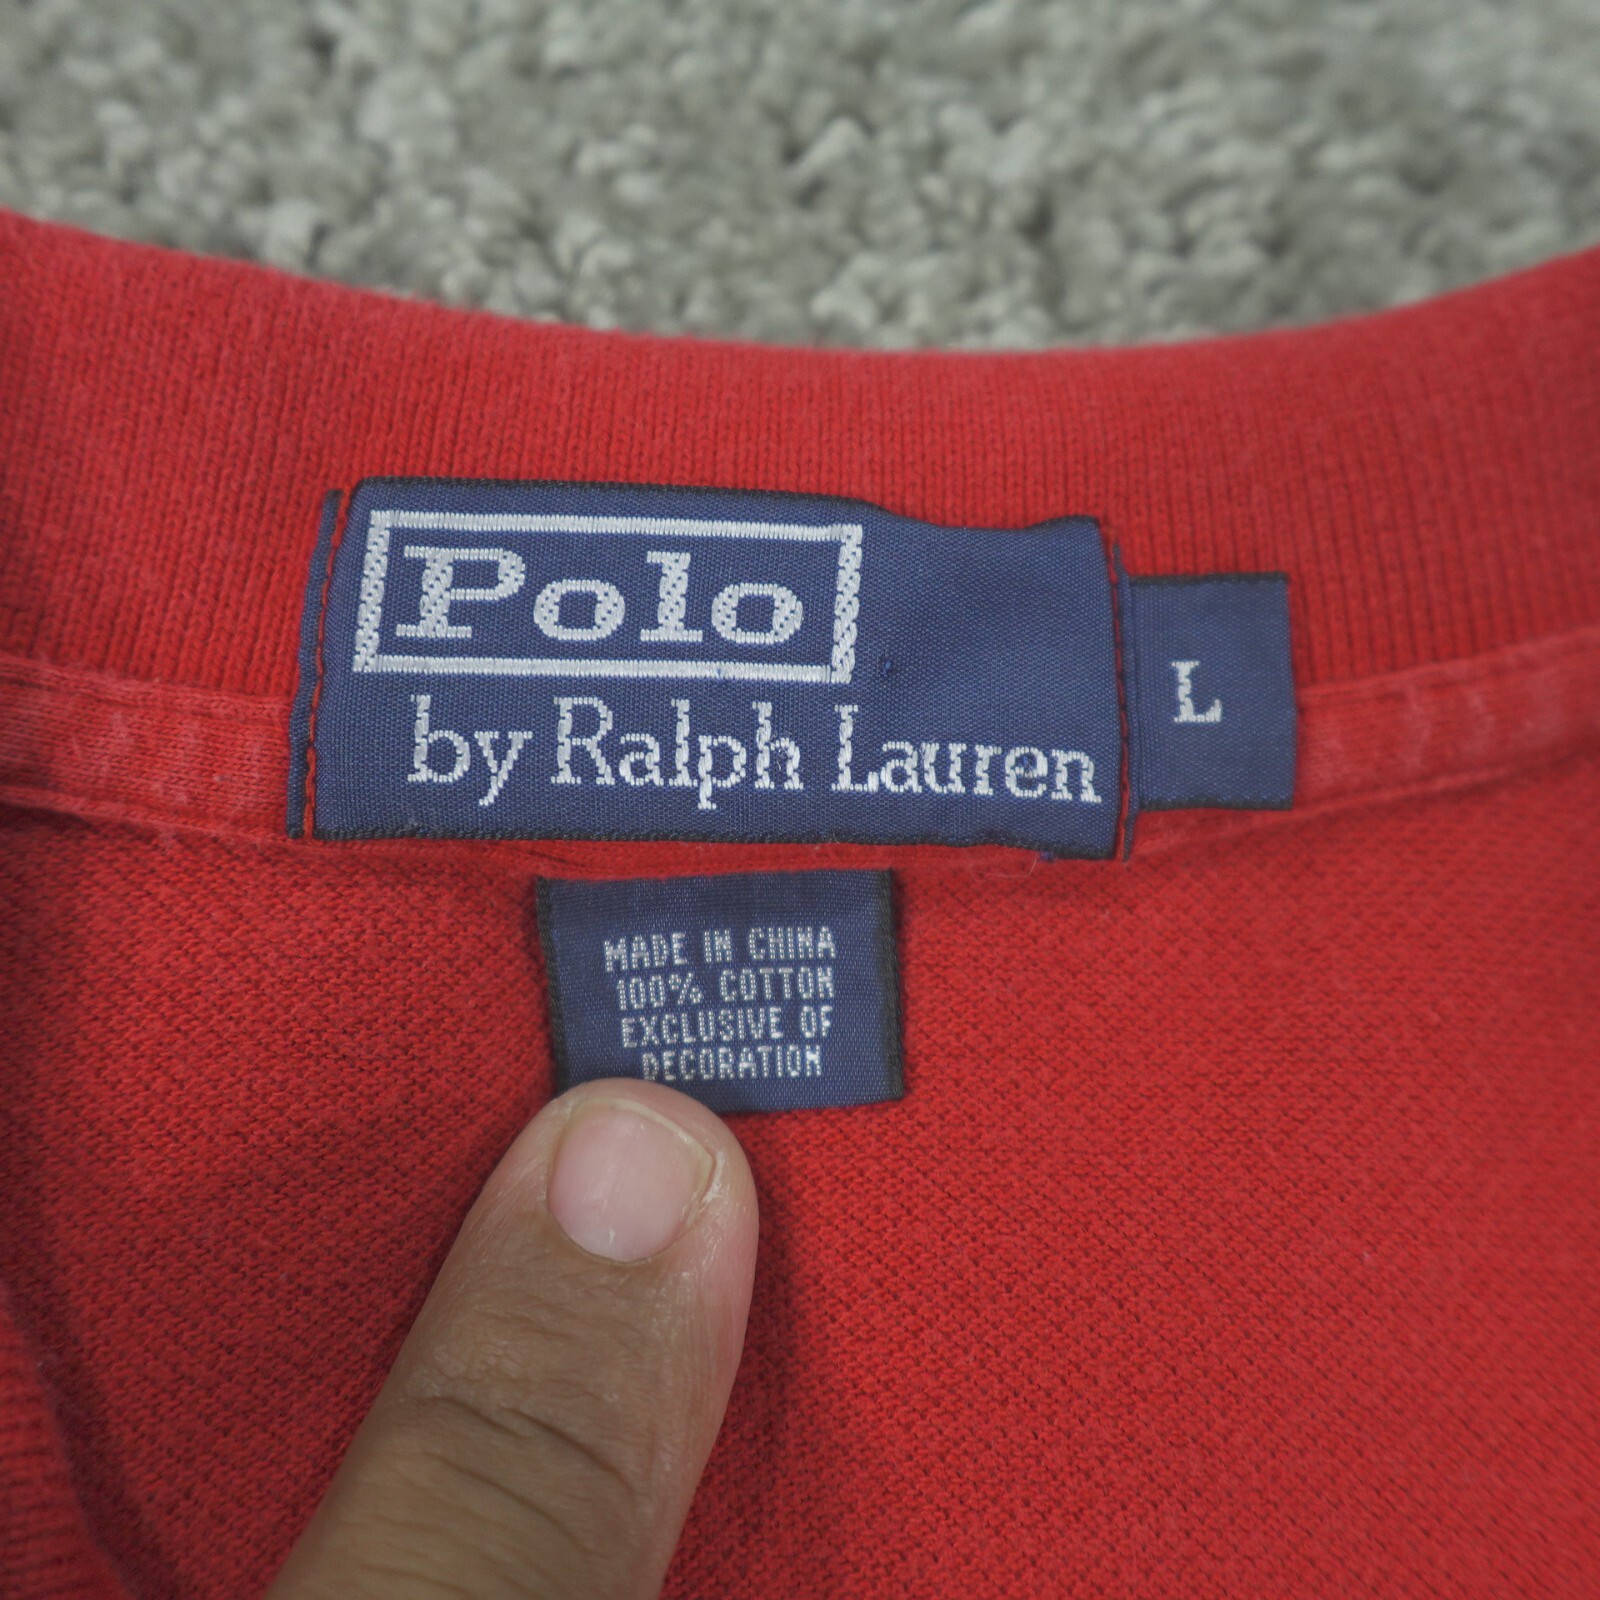 Polo
by Ralph Lauren
L
MADE IN CHINA
100% COTTON
EXCLUSIVE OF
DECORATION